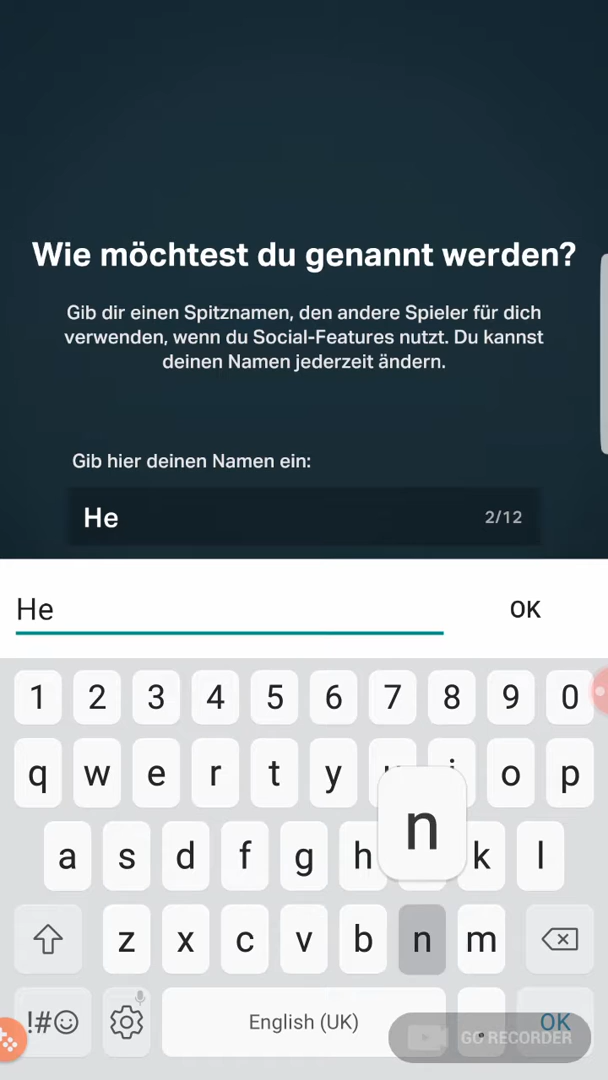 Wie möchtest du genannt werden?
Gib dir einen Spitznamen, den andere Spieler für dich
verwenden, wenn du Social-Features nutzt. Du kannst
deinen Namen jederzeit ändern.
Gib hier deinen Namen ein:
He 2/12
He OK
1 2 3 4 5 6 7 8 9 0
q w e r t y o p
a s d f g h n k l
z x c v b n m
!#☺ English (UK) . OK
GO RECORDER